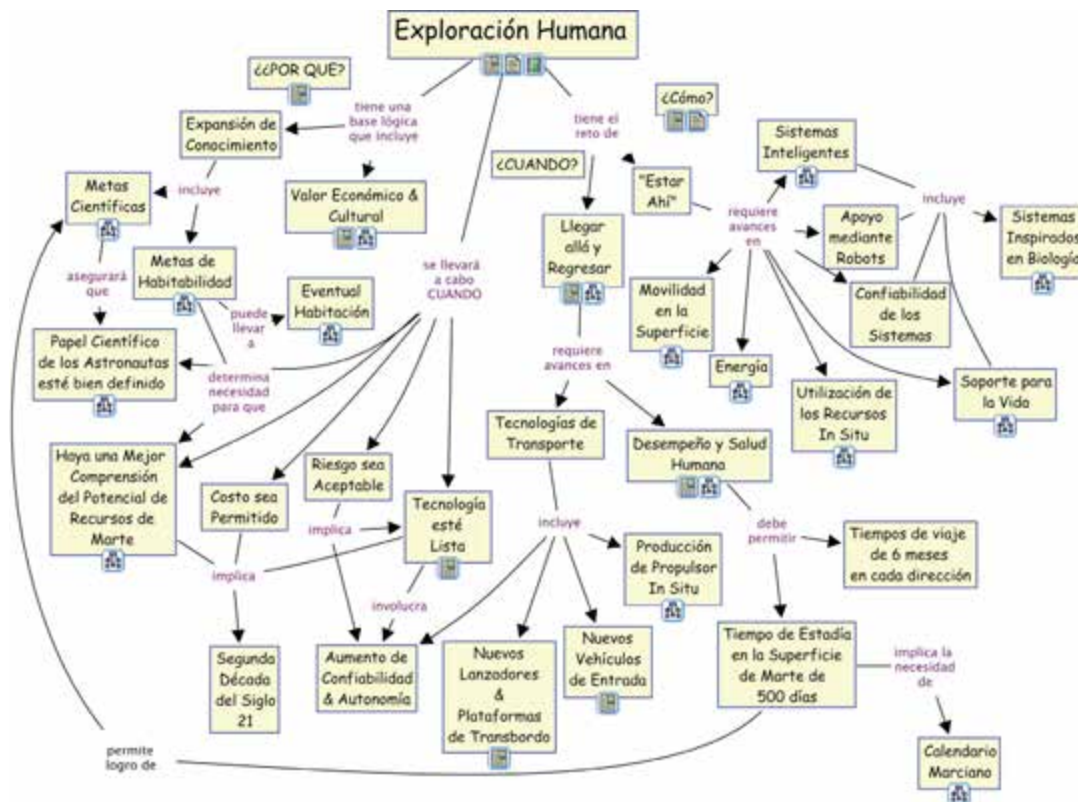 Exploración Humana
¿¿POR QUE?
tiene una
base lógica
que incluye
Expansión de
Conocimiento
incluye
Metas
Científicas
Valor Económico &
Cultural
Metas de
Habitabilidad
asegurará
que
puede
llevar
a
Eventual
Habitación
Papel Científico
de los Astronautas
esté bien definido
determina
necesidad
para que
se llevará
a cabo
CUANDO
Haya una Mejor
Comprensión
del Potencial de
Recursos de
Marte
Costo sea
Permitido
Riesgo sea
Aceptable
Tecnología
esté
Lista
implica
implica
involucra
Segunda
Década
del Siglo
21
Aumento de
Confiabilidad
& Autonomía
tiene el
reto de
¿CUANDO?
¿Cómo?
"Estar
Ahí"
Llegar
allá y
Regresar
requiere
avances en
Tecnologías de
Transporte
Desempeño y Salud
Humana
incluye
Producción
de Propulsor
In Situ
Nuevos
Lanzadores
&
Plataformas
de Transbordo
Nuevos
Vehículos
de Entrada
debe
permitir
Tiempos de viaje
de 6 meses
en cada dirección
Tiempo de Estadía
en la Superficie
de Marte de
500 días
implica la
necesidad
de
Calendario
Marciano
permite
logro de
requiere
avances
en
Sistemas
Inteligentes
incluye
Apoyo
mediante
Robots
Sistemas
Inspirados
en Biología
Confiabilidad
de los
Sistemas
Movilidad
en la
Superficie
Energía
Utilización de
los Recursos
In Situ
Soporte para
la Vida